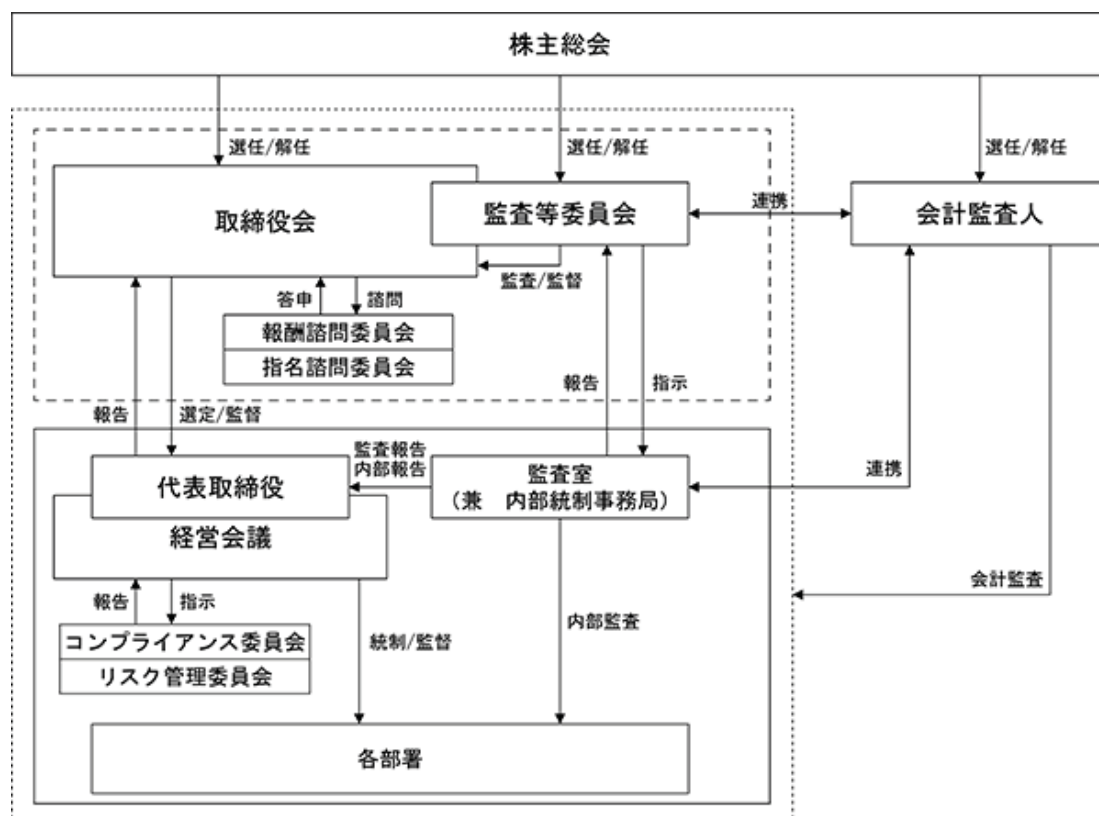 株主総会
選任/解任
選任/解任
選任/解任
取締役会
監査等委員会
連携
会計監査人
監査/監督
答申
諮問
報酬諮問委員会
指名諮問委員会
報告
指示
報告
選定/監督
監査報告
内部報告
代表取締役
監査室
(兼 内部統制事務局)
連携
経営会議
会計監査
報告
指示
内部監査
コンプライアンス委員会
統制/監督
リスク管理委員会
各部署